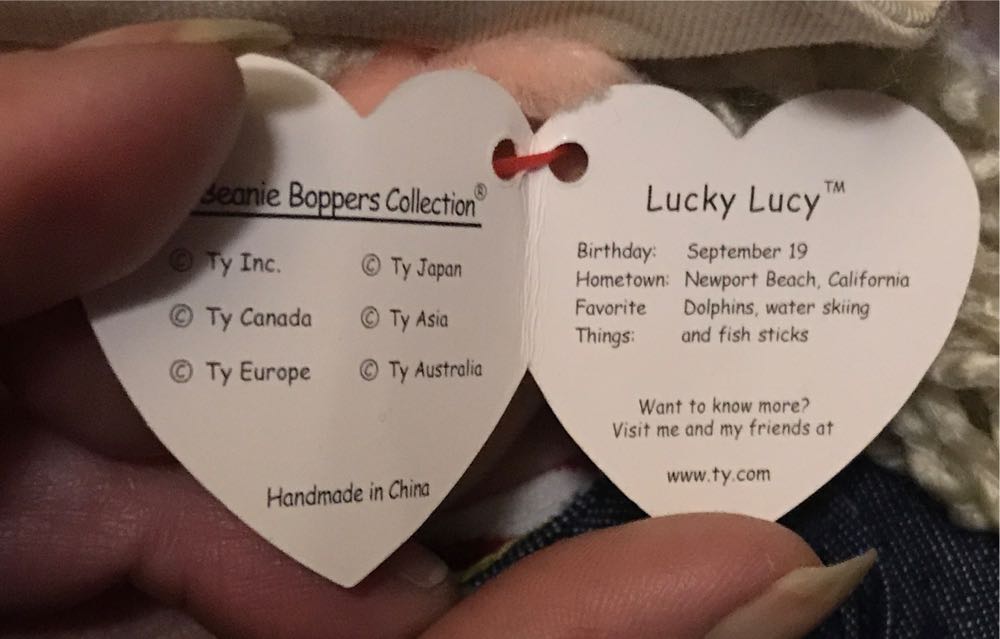 Beanie Boppers Collection®
© Ty Inc. © Ty Japan
© Ty Canada © Ty Asia
© Ty Europe © Ty Australia
Handmade in China
Lucky Lucy™
Birthday: September 19
Hometown: Newport Beach, California
Favorite Dolphins, water skiing
Things: and fish sticks
Want to know more?
Visit me and my friends at
www.ty.com